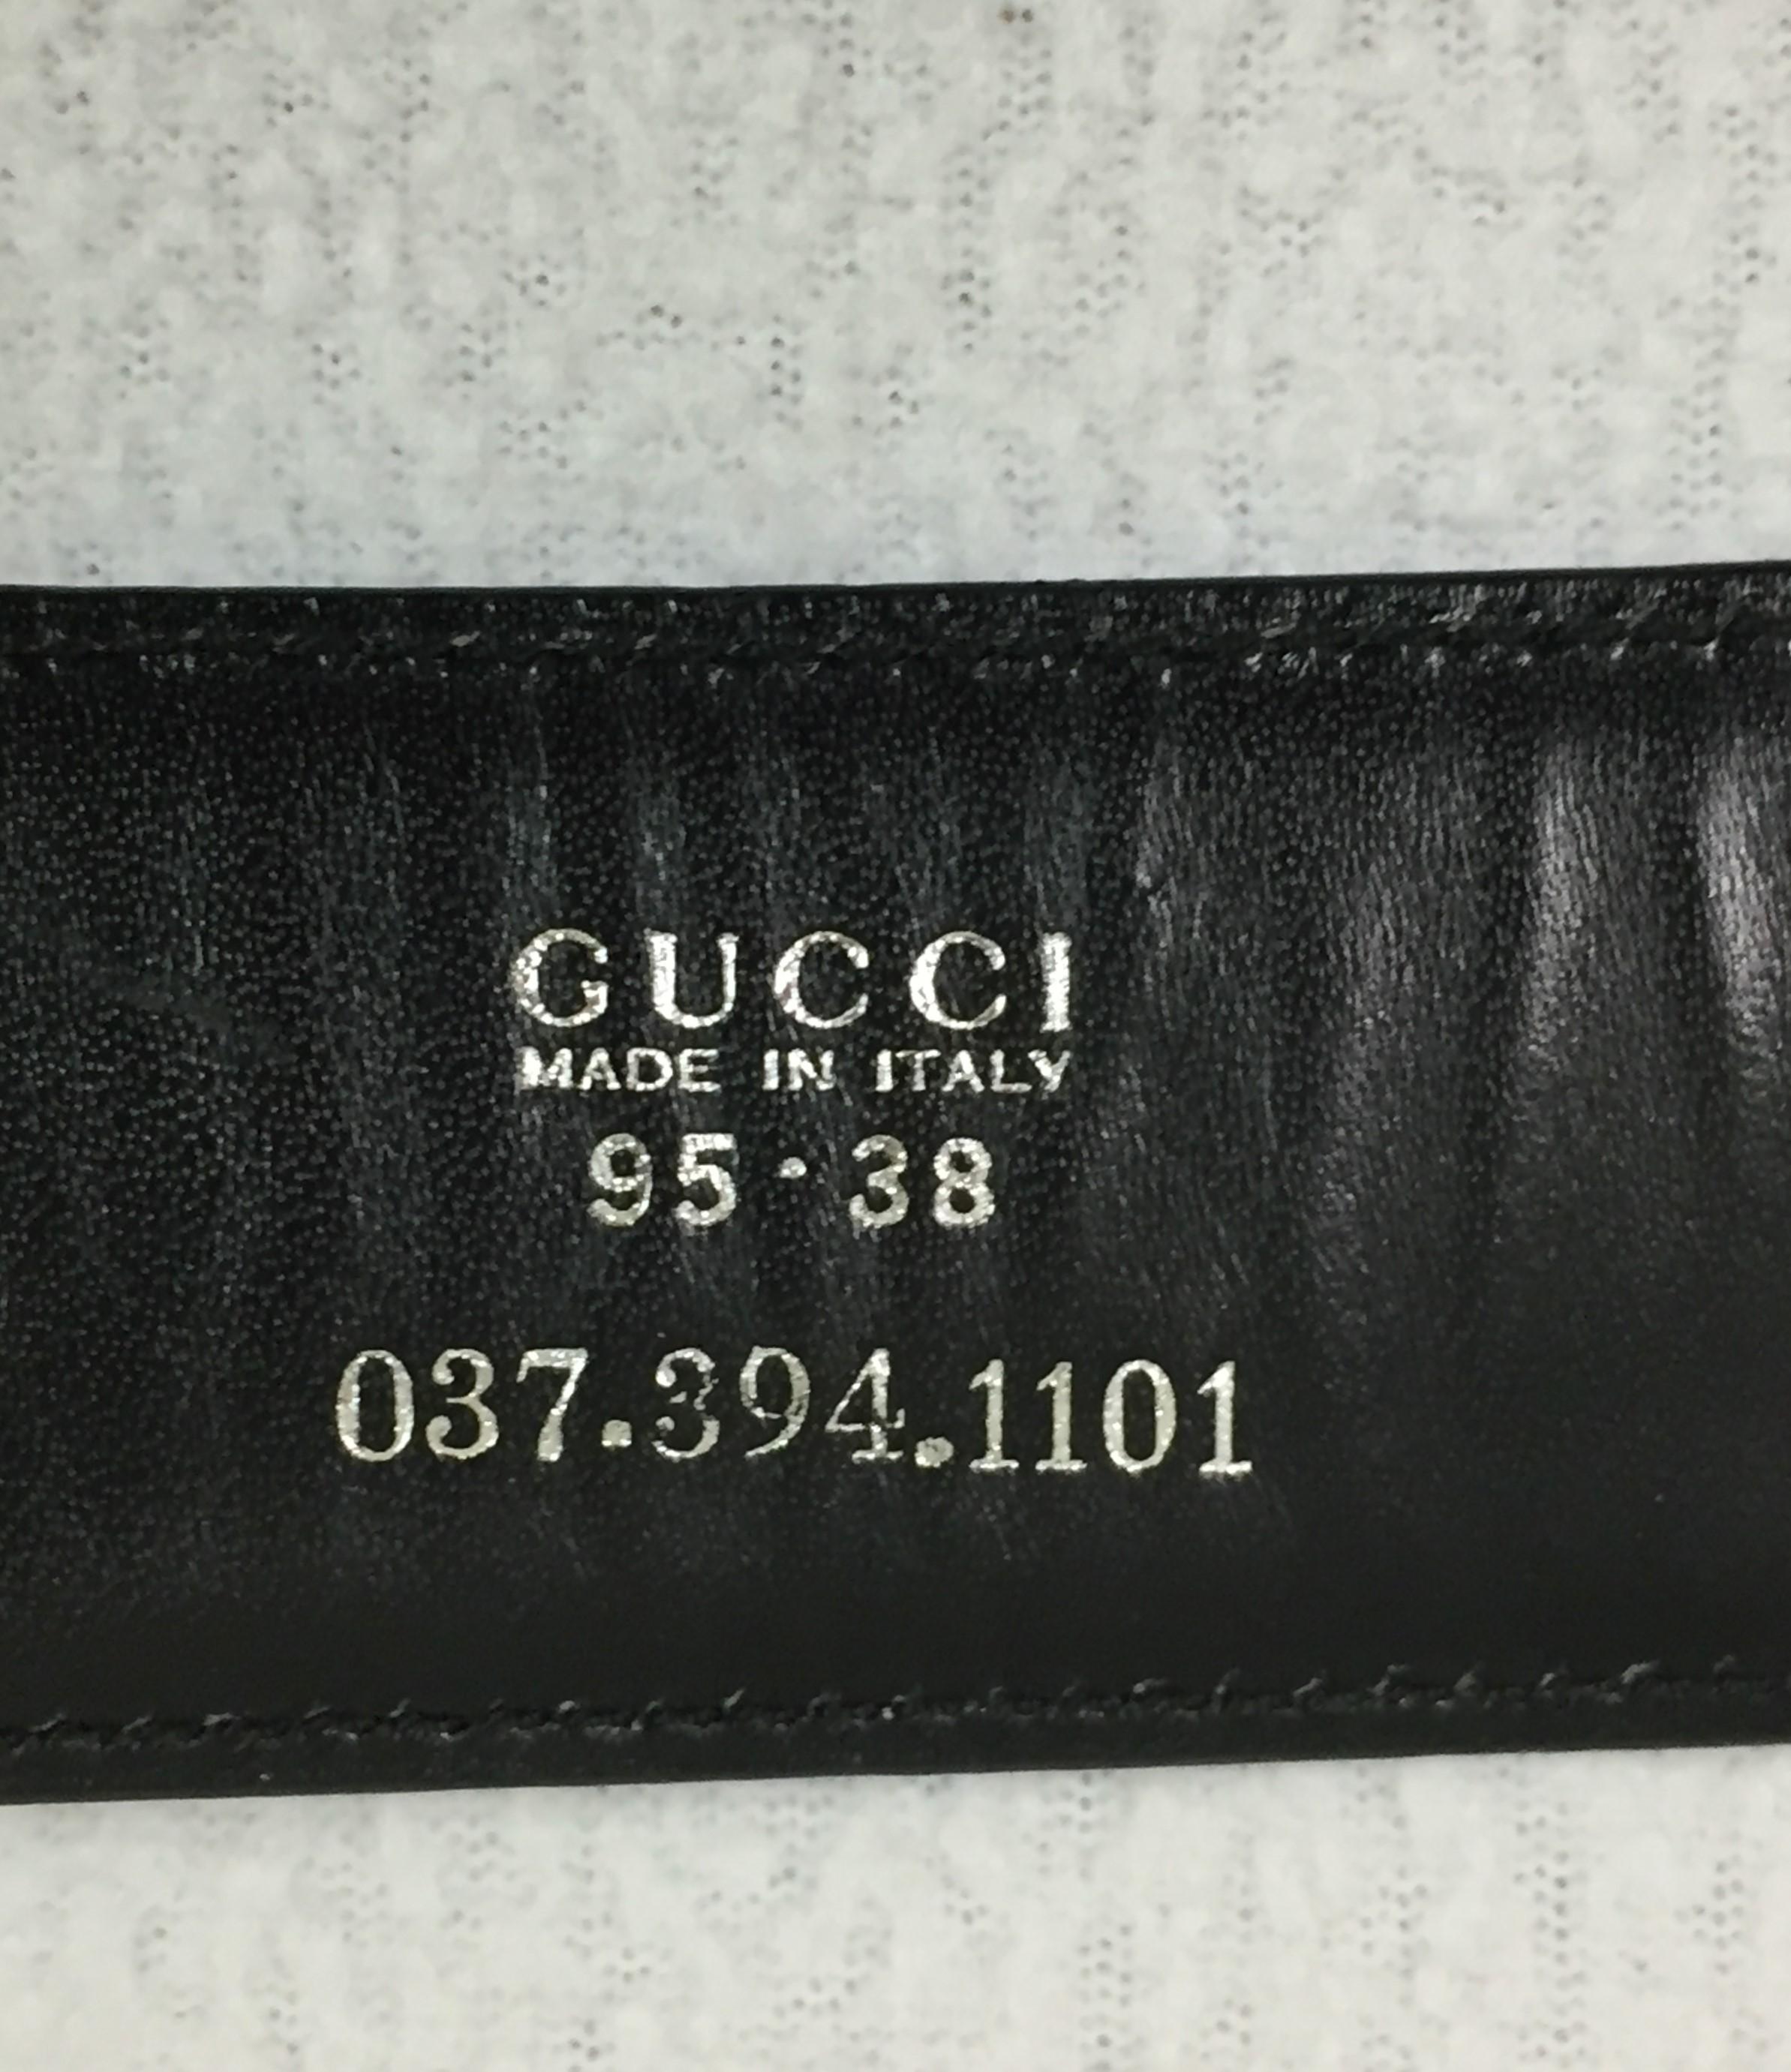 GUCCI
MADE IN ITALY
95·38
037.394.1101